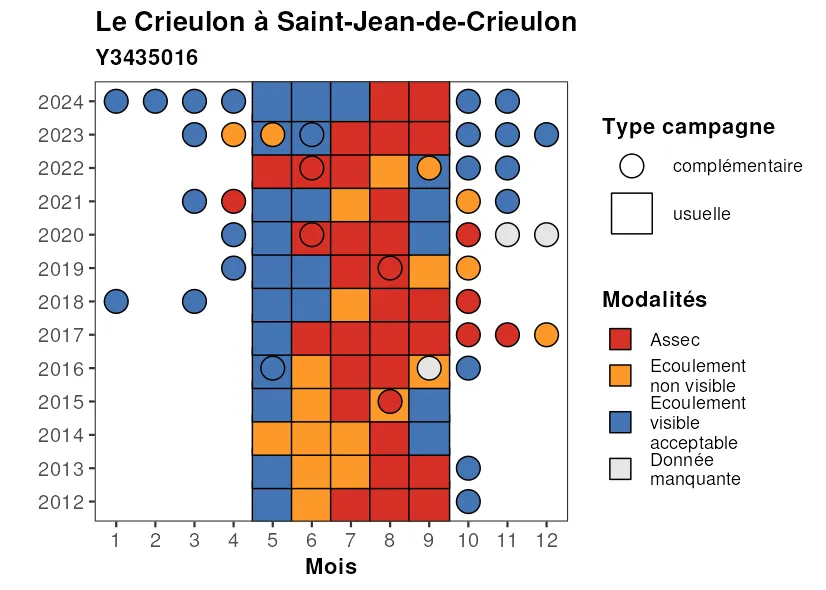 Le Crieulon à Saint-Jean-de-Crieulon
Y3435016
2024
2023
2022
2021
2020
2019
2018
2017
2016
2015
2014
2013
2012
1 2 3 4 5 6 7 8 9 10 11 12
Mois
Type campagne
complémentaire
usuelle
Modalités
Assec
Ecoulement
non visible
Ecoulement
visible
acceptable
Donnée
manquante